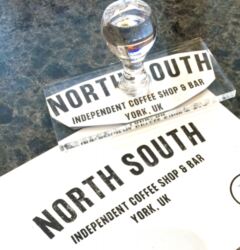 NORTH SOUTH
INDEPENDENT COFFEE SHOP & BAR
YORK, UK
NORTH SOUTH
INDEPENDENT COFFEE SHOP & BAR
YORK, UK